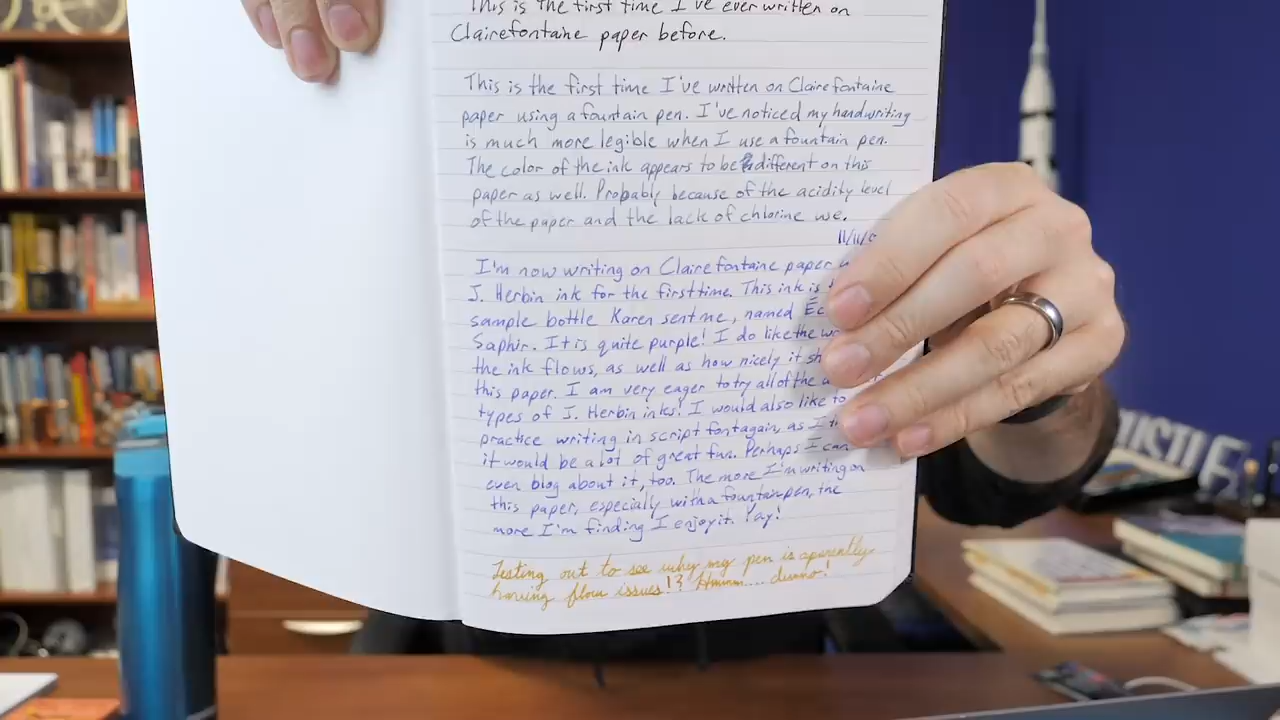 This is the first time I've ever written on
Clairefontaine paper before.
This is the first time I've written on Clairefontaine
paper using a fountain pen. I've noticed my handwriting
is much more legible when I use a fountain pen.
The color of the ink appears to be different on this
paper as well. Probably because of the acidity level
of the paper and the lack of chlorine use.
11/11/0
I'm now writing on Clairefontaine paper
J. Herbin ink for the first time. This ink is
sample bottle Karen sent me, named
Saphir. It is quite purple! I do like the
the ink flows, as well as how nicely it
this paper. I am very eager to try all of the
types of J. Herbin inks! I would also like to
practice writing in script font again, as I
it would be a lot of great fun. Perhaps I can
even blog about it, too. The more I'm writing on
this paper, especially with a fountain pen, the
more I'm finding I enjoy it. Yay!
Testing out to see why my pen is aparently
having flow issues!? Hmmm.... dunno!
HUSTLE